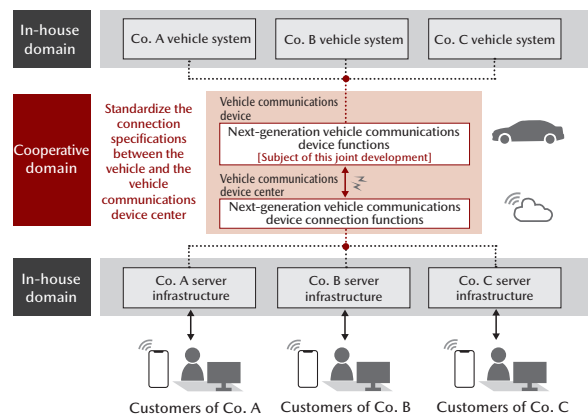 In-house
domain
Co. A vehicle system
Co. B vehicle system
Co. C vehicle system
Cooperative
domain
Standardize the
connection
specifications
between the
vehicle and the
vehicle
communications
device center
Vehicle communications
device
Next-generation vehicle communications
device functions
[Subject of this joint development]
Vehicle communications
device center
Next-generation vehicle communications
device connection functions
In-house
domain
Co. A server
infrastructure
Co. B server
infrastructure
Co. C server
infrastructure
Customers of Co. A
Customers of Co. B
Customers of Co. C